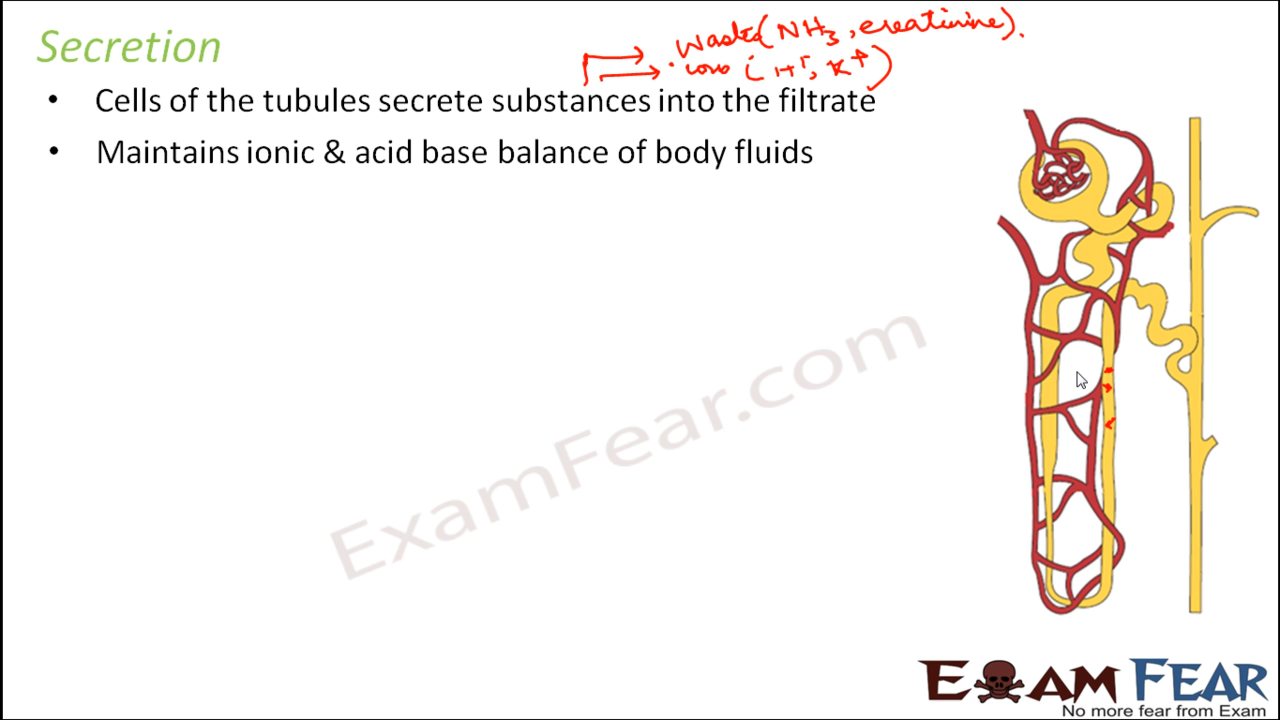 Secretion
• Wastes (NH3, creatinine).
• ions (H+, K+)
• Cells of the tubules secrete substances into the filtrate
• Maintains ionic & acid base balance of body fluids
ExamFear.com
EXAM FEAR
No more fear from Exam